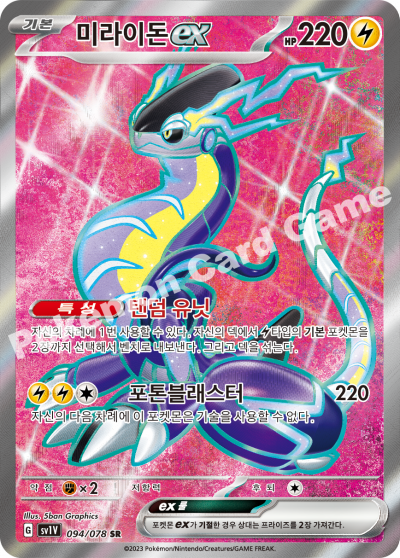 기본 미라이돈 ex HP 220
특성 탠덤 유닛
자신의 차례에 1번 사용할 수 있다. 자신의 덱에서 타입의 기본 포켓몬을
2장까지 선택해서 벤치로 내보낸다. 그리고 덱을 섞는다.
포톤블래스터 220
자신의 다음 차례에 이 포켓몬은 기술을 사용할 수 없다.
Pokémon Card Game
약점 ×2 저항력 후퇴
Illus. 5ban Graphics
ex 룰
포켓몬 ex가 기절한 경우 상대는 프라이즈를 2장 가져간다.
G sv1V 094/078 SR
©2023 Pokémon/Nintendo/Creatures/GAME FREAK.